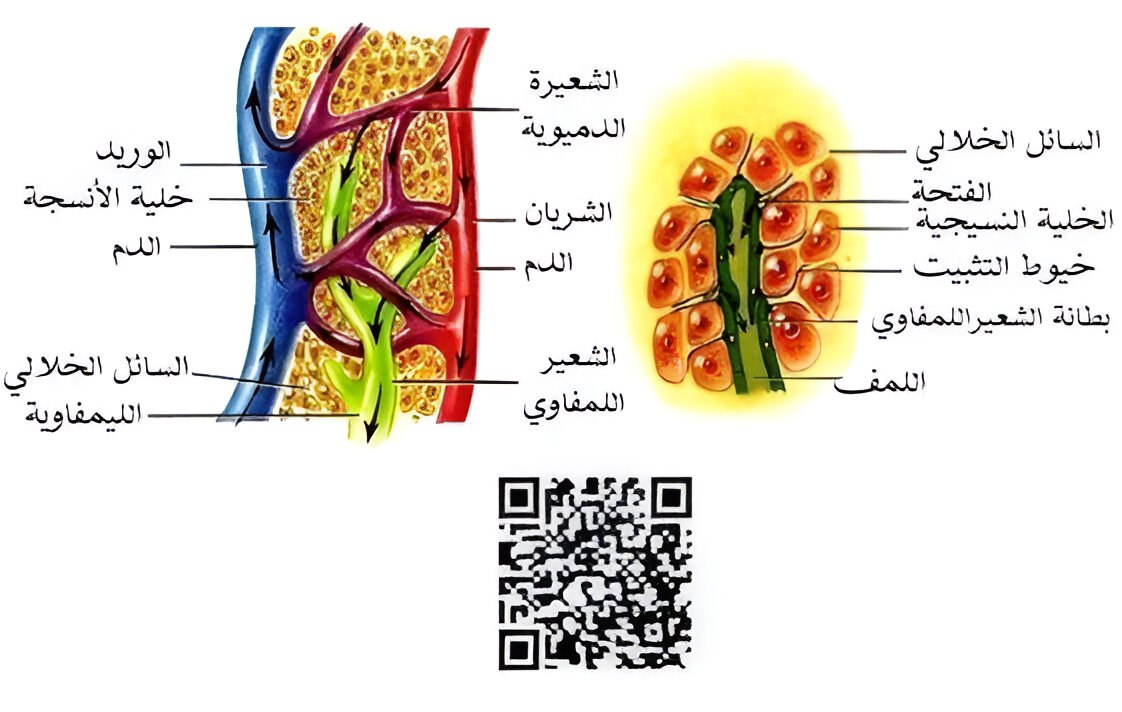 الشعيرة
الدميوية
الوريد
خلية الأنسجة
الدم
الشريان
الدم
السائل الخلالي
الليمفاوية
الشعير
اللمفاوي
السائل الخلالي
الفتحة
الخلية النسيجية
خيوط التثبيت
بطانة الشعيراللمفاوي
اللمف